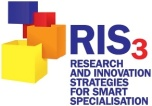 RIS3
RESEARCH
AND INNOVATION
STRATEGIES
FOR SMART
SPECIALISATION